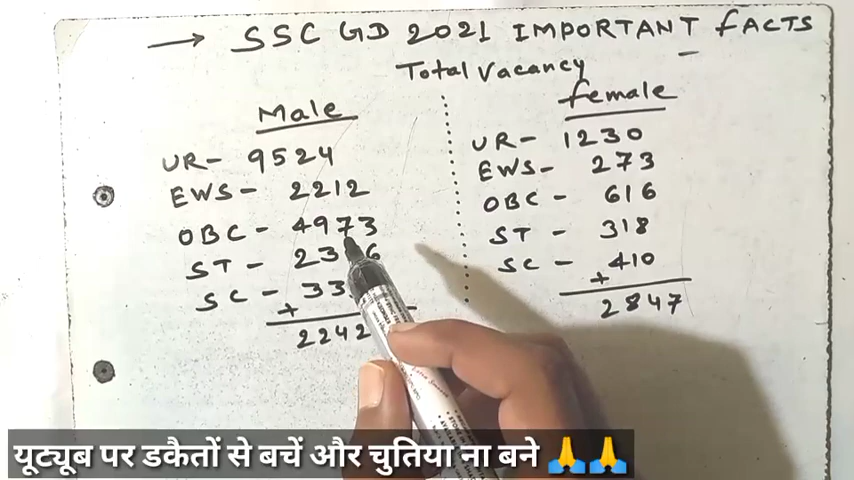 → SSC GD 2021 IMPORTANT FACTS
Total Vacancy
Male
UR- 9524
EWS- 2212
OBC- 4973
ST-
SC-
+
female
UR- 1230
EWS- 273
OBC- 616
ST - 318
SC - 410
+
2847
यूट्यूब पर डकैतों से बचें और चुतिया ना बने 🙏🙏